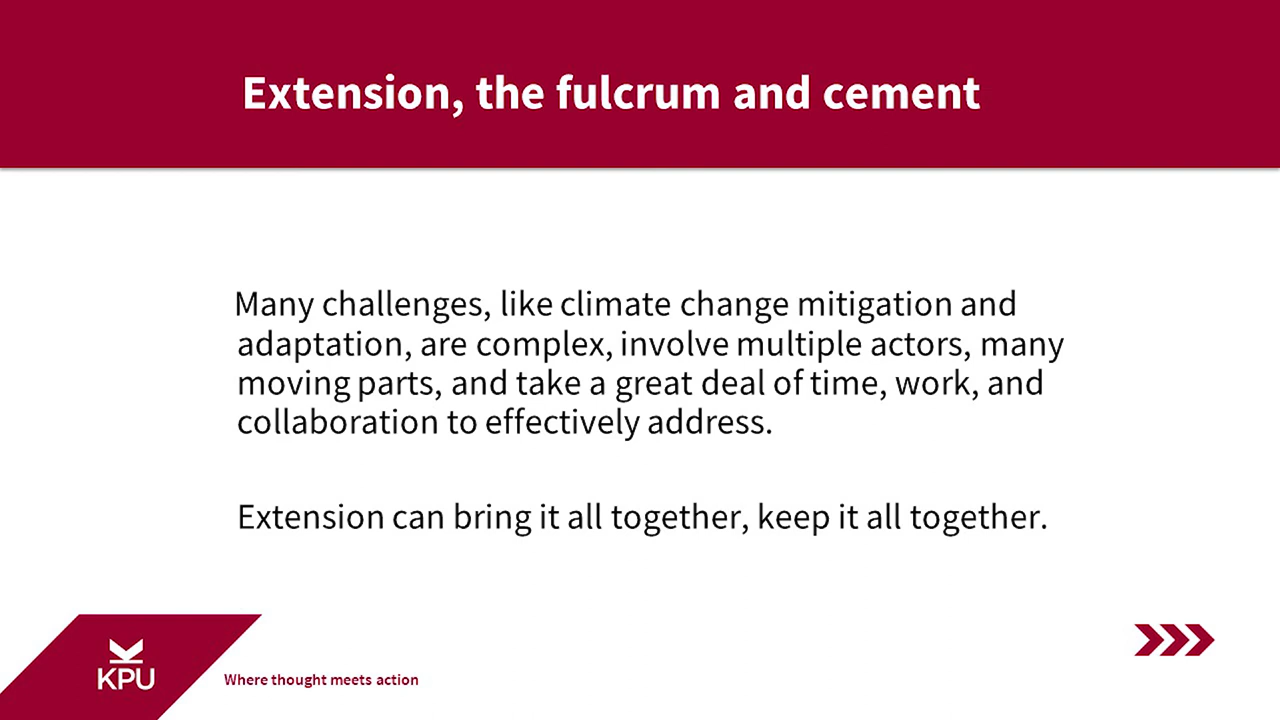 Extension, the fulcrum and cement
Many challenges, like climate change mitigation and
adaptation, are complex, involve multiple actors, many
moving parts, and take a great deal of time, work, and
collaboration to effectively address.
Extension can bring it all together, keep it all together.
KPU
Where thought meets action